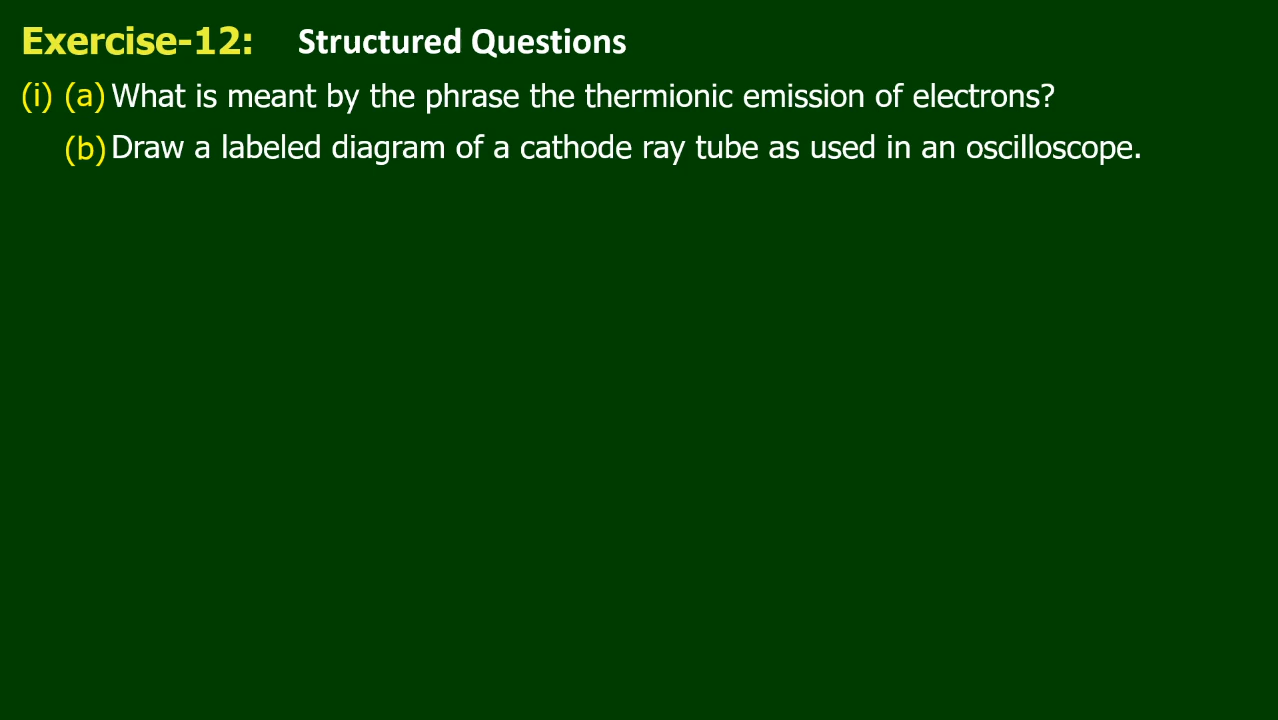 Exercise-12: Structured Questions
(i) (a) What is meant by the phrase the thermionic emission of electrons?
(b) Draw a labeled diagram of a cathode ray tube as used in an oscilloscope.